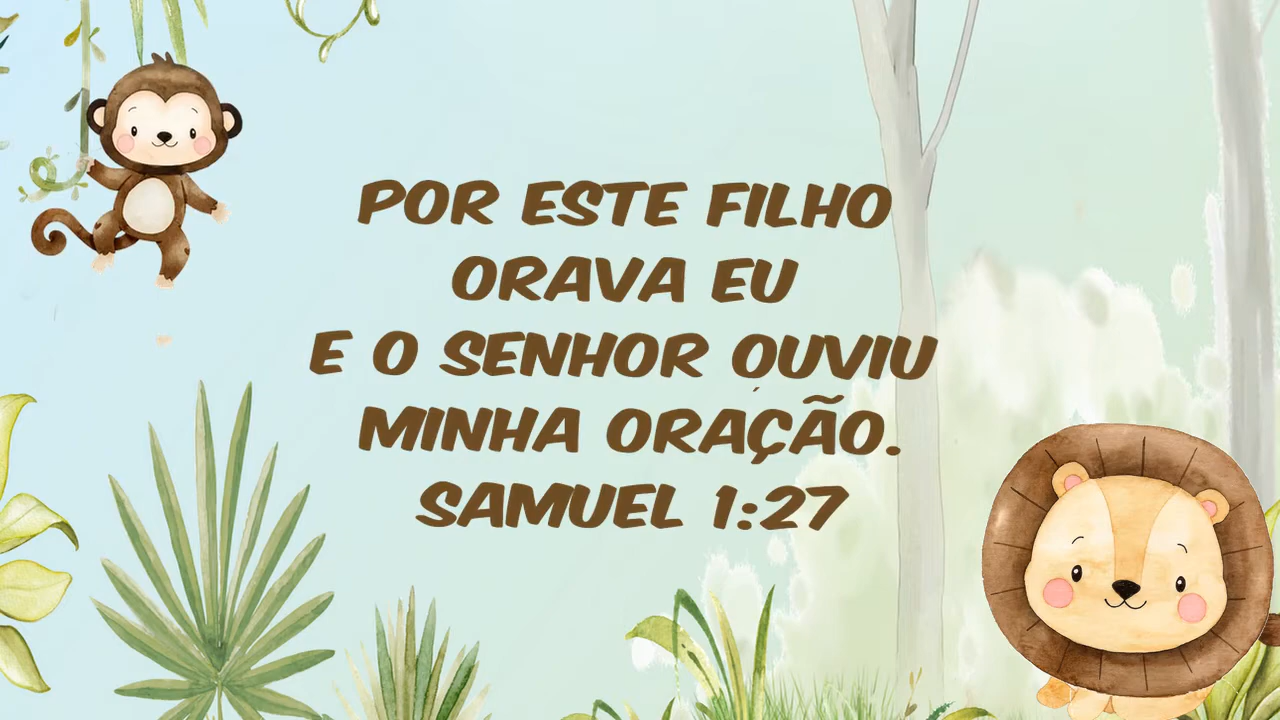 POR ESTE FILHO
ORAVA EU
E O SENHOR OUVIU
MINHA ORAÇÃO.
SAMUEL 1:27